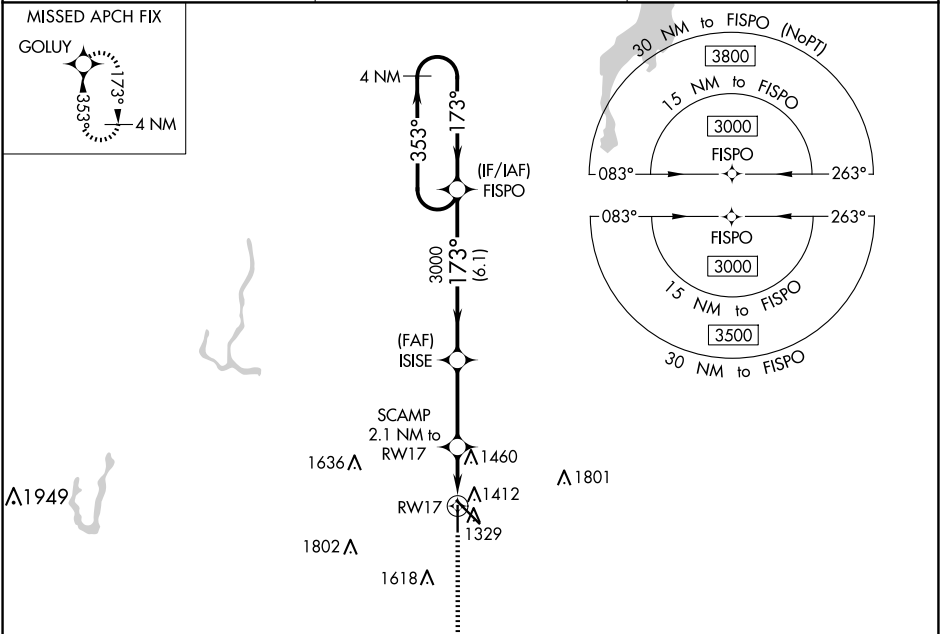 MISSED APCH FIX
GOLUY
353°
173°
4 NM
4 NM
353°
173°
(IF/IAF)
FISPO
3000
173°
(6.1)
(FAF)
ISISE
SCAMP
2.1 NM to
RW17
1636
1460
1801
1949
1412
RW17
1329
1802
1618
30 NM to FISPO (NoPT)
3800
15 NM to FISPO
3000
FISPO
083°
263°
083°
263°
FISPO
3000
15 NM to FISPO
3500
30 NM to FISPO